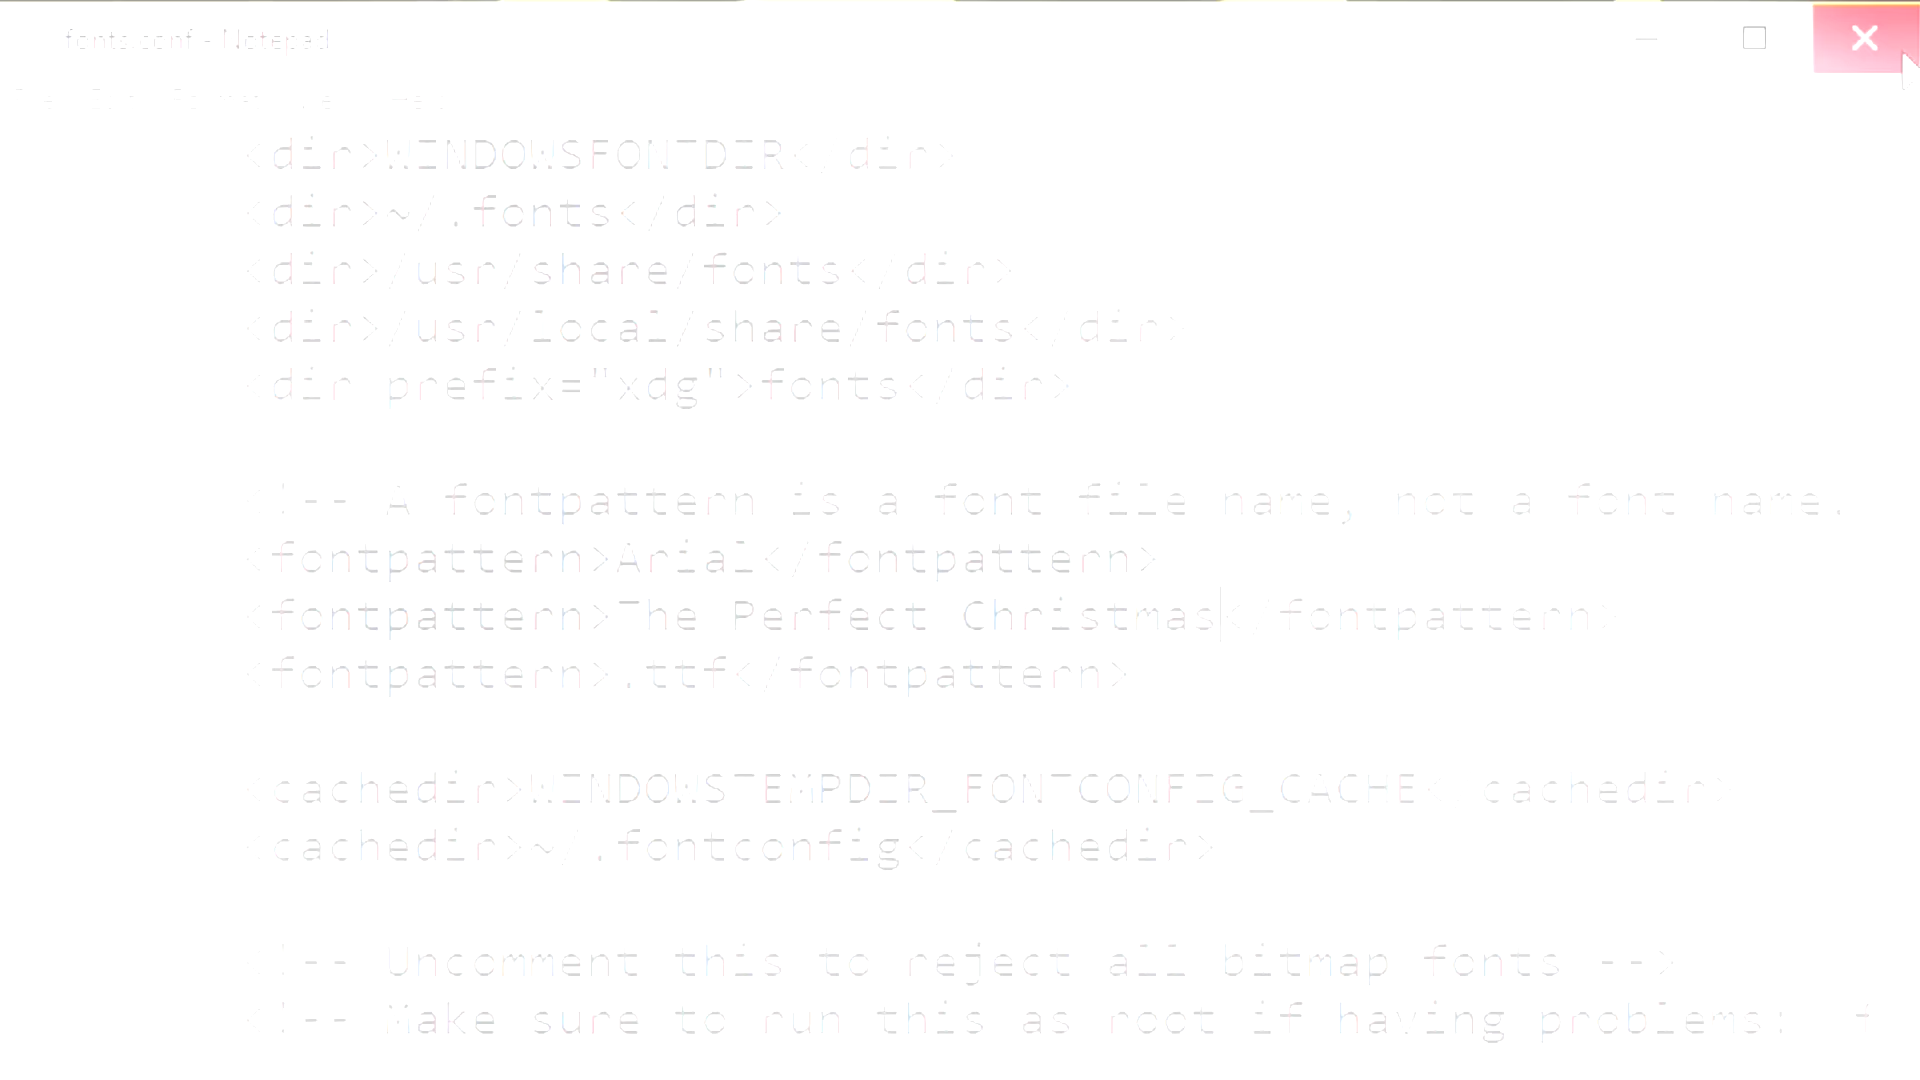 fonts.conf - Notepad
<dir>WINDOWSFONTDIR</dir>
<dir>~/.fonts</dir>
<dir>/usr/share/fonts</dir>
<dir>/usr/local/share/fonts</dir>
<dir prefix="xdg">fonts</dir>
!-- A fontpattern is a font file name, not a font name.
<fontpattern>Arial</fontpattern>
<fontpattern>The Perfect Christmas</fontpattern>
<fontpattern>.ttf</fontpattern>
<cachedir>WINDOWSTEMPDIR_FONTCONFIG_CACHE</cachedir>
<cachedir>~/.fontconfig</cachedir>
!-- Uncomment this to reject all bitmap fonts -->
<!-- Make sure to run this as root if having problems: